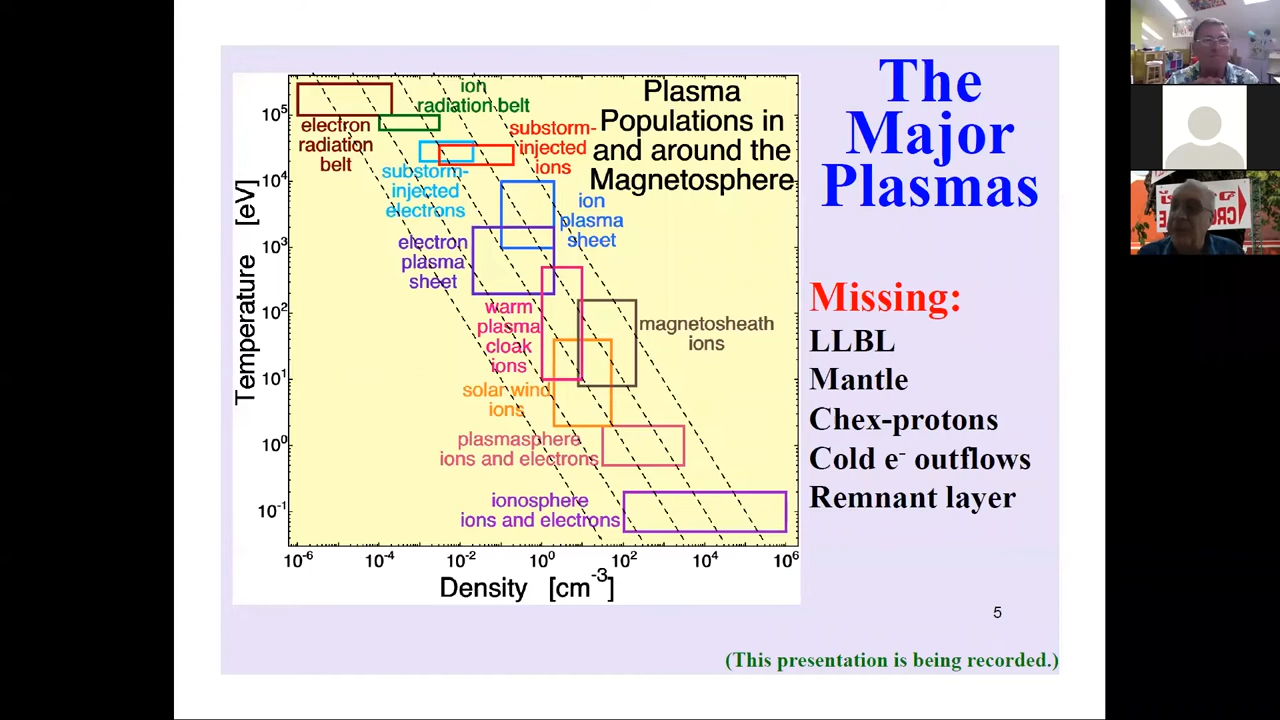 The
Major
Plasmas
Plasma
Populations in
and around the
Magnetosphere
ion
radiation belt
electron
radiation
belt
substorm-
injected
ions
substorm-
injected
electrons
ion
plasma
sheet
electron
plasma
sheet
warm
plasma
cloak
ions
magnetosheath
ions
solar wind
ions
plasmasphere
ions and electrons
ionosphere
ions and electrons
Temperature [eV]
10⁵
10⁴
10³
10²
10¹
10⁰
10⁻¹
10⁻⁶ 10⁻⁴ 10⁻² 10⁰ 10² 10⁴ 10⁶
Density [cm⁻³]
Missing:
LLBL
Mantle
Chex-protons
Cold e⁻ outflows
Remnant layer
5
(This presentation is being recorded.)